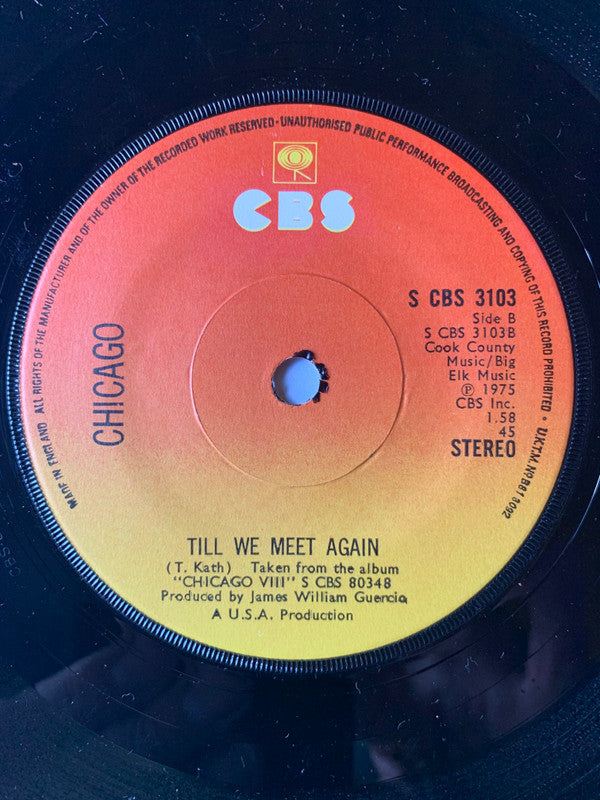 MADE IN ENGLAND ALL RIGHTS OF THE MANUFACTURER AND OF THE OWNER OF THE RECORDED WORK RESERVED · UNAUTHORISED PUBLIC PERFORMANCE BROADCASTING AND COPYING OF THIS RECORD PROHIBITED · U.K.T.M. No B813092
CBS
CHICAGO
S CBS 3103
Side B
S CBS 3103B
Cook County
Music/Big
Elk Music
Ⓟ 1975
CBS Inc.
1.58
45
STEREO
TILL WE MEET AGAIN
(T. Kath) Taken from the album
"CHICAGO VIII" S CBS 80348
Produced by James William Guercio
A U.S.A. Production